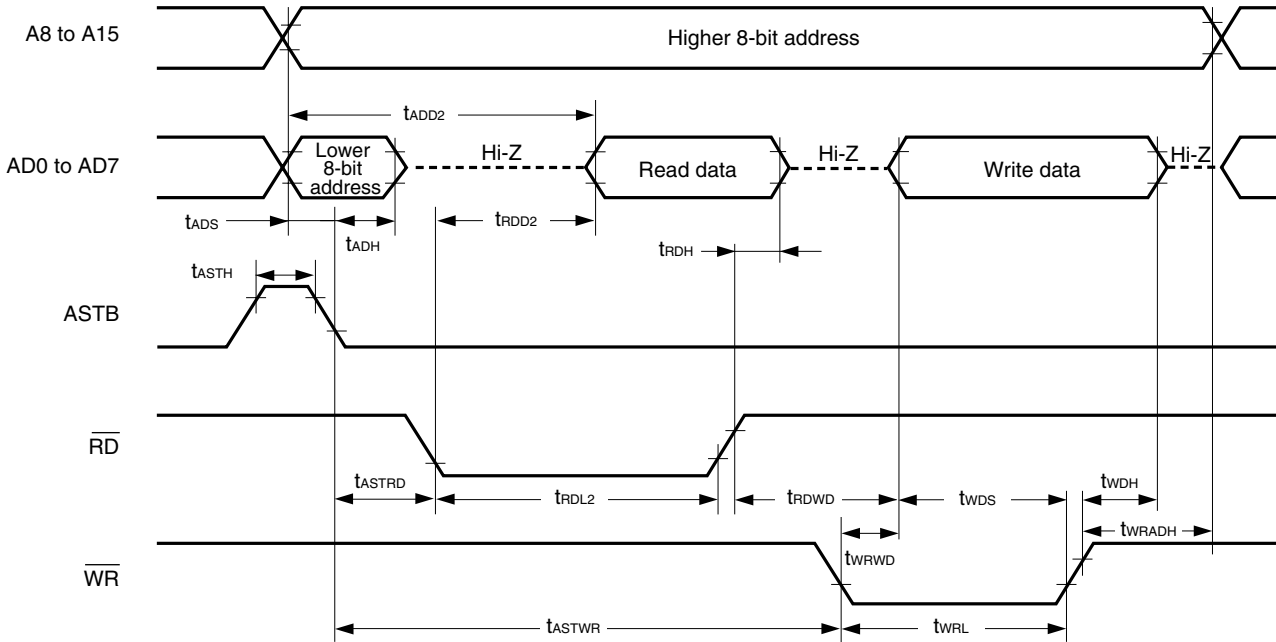 A8 to A15
Higher 8-bit address
tADD2
AD0 to AD7
Lower
8-bit
address
Hi-Z
Read data
Hi-Z
Write data
Hi-Z
tADS
tADH
tRDD2
tRDH
tASTH
ASTB
RD
tASTRD
tRDL2
tRDWD
tWDS
tWDH
tWRWD
tWRADH
WR
tASTWR
tWRL